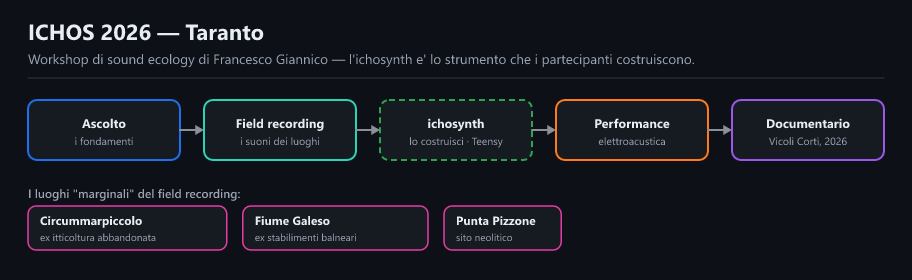 ICHOS 2026 — Taranto
Workshop di sound ecology di Francesco Giannico — l'ichosynth e' lo strumento che i partecipanti costruiscono.
Ascolto
i fondamenti
Field recording
i suoni dei luoghi
ichosynth
lo costruisci · Teensy
Performance
elettroacustica
Documentario
Vicoli Corti, 2026
I luoghi "marginali" del field recording:
Circummarpiccolo
ex itticoltura abbandonata
Fiume Galeso
ex stabilimenti balneari
Punta Pizzone
sito neolitico